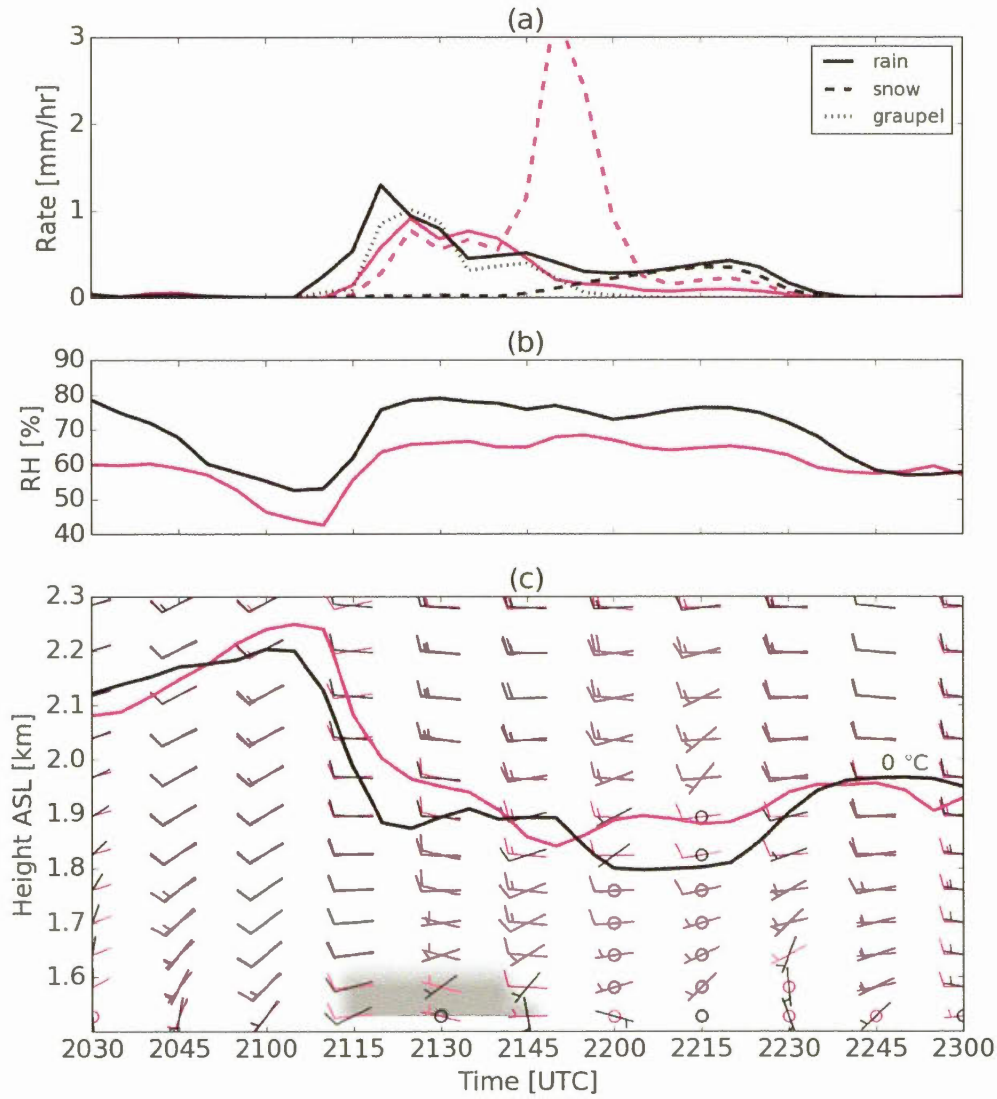 (a)
3
2
1
0
Rate [mm/hr]
rain
snow
graupel
(b)
90
80
70
60
50
40
RH [%]
(c)
2.3
2.2
2.1
2.0
1.9
1.8
1.7
1.6
Height ASL [km]
0 °C
2030 2045 2100 2115 2130 2145 2200 2215 2230 2245 2300
Time [UTC]